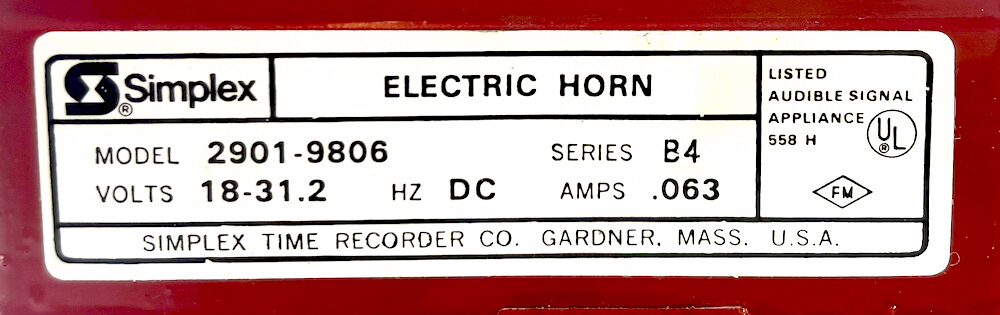 Simplex®
ELECTRIC HORN
MODEL 2901-9806 SERIES B4
VOLTS 18-31.2 HZ DC AMPS .063
LISTED
AUDIBLE SIGNAL
APPLIANCE
558 H
UL®
FM
SIMPLEX TIME RECORDER CO. GARDNER, MASS. U.S.A.